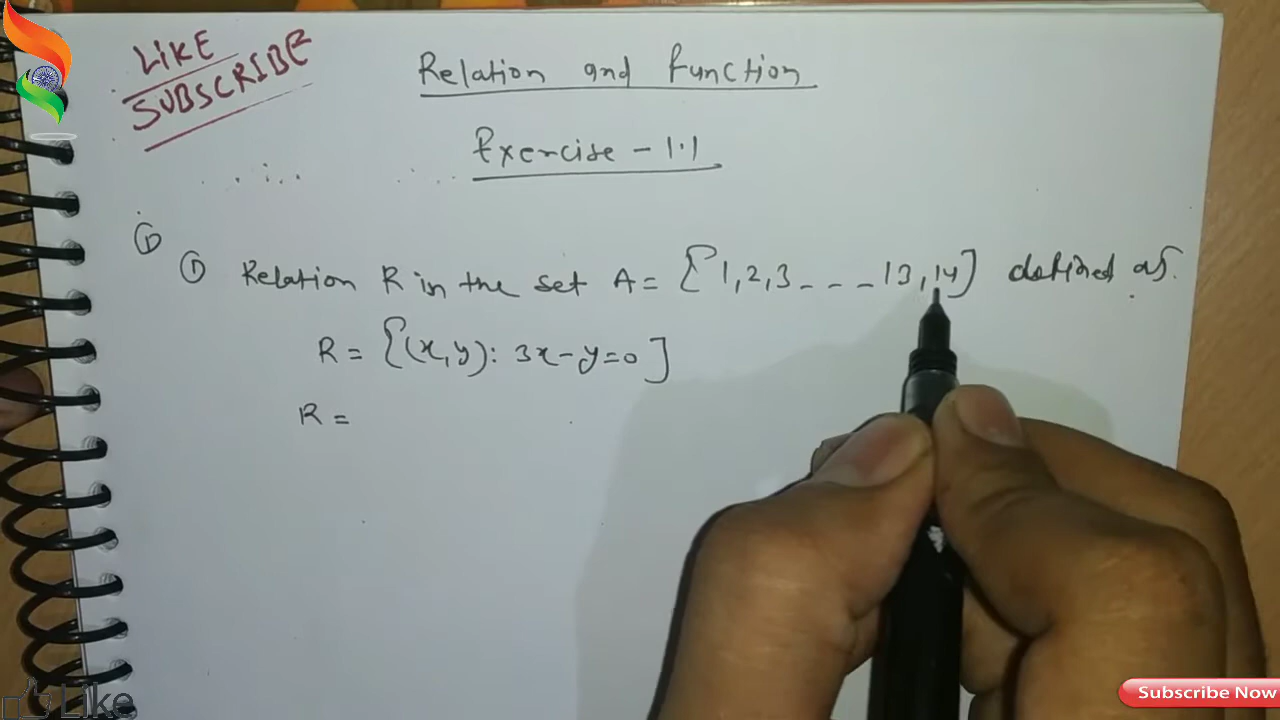 LIKE
SUBSCRIBE
Relation and function
Exercise - 1.1
① ① Relation R in the set A = {1,2,3 - - - 13,14} defined as.
R = {(x,y): 3x-y=0}
R =
Like
Subscribe Now